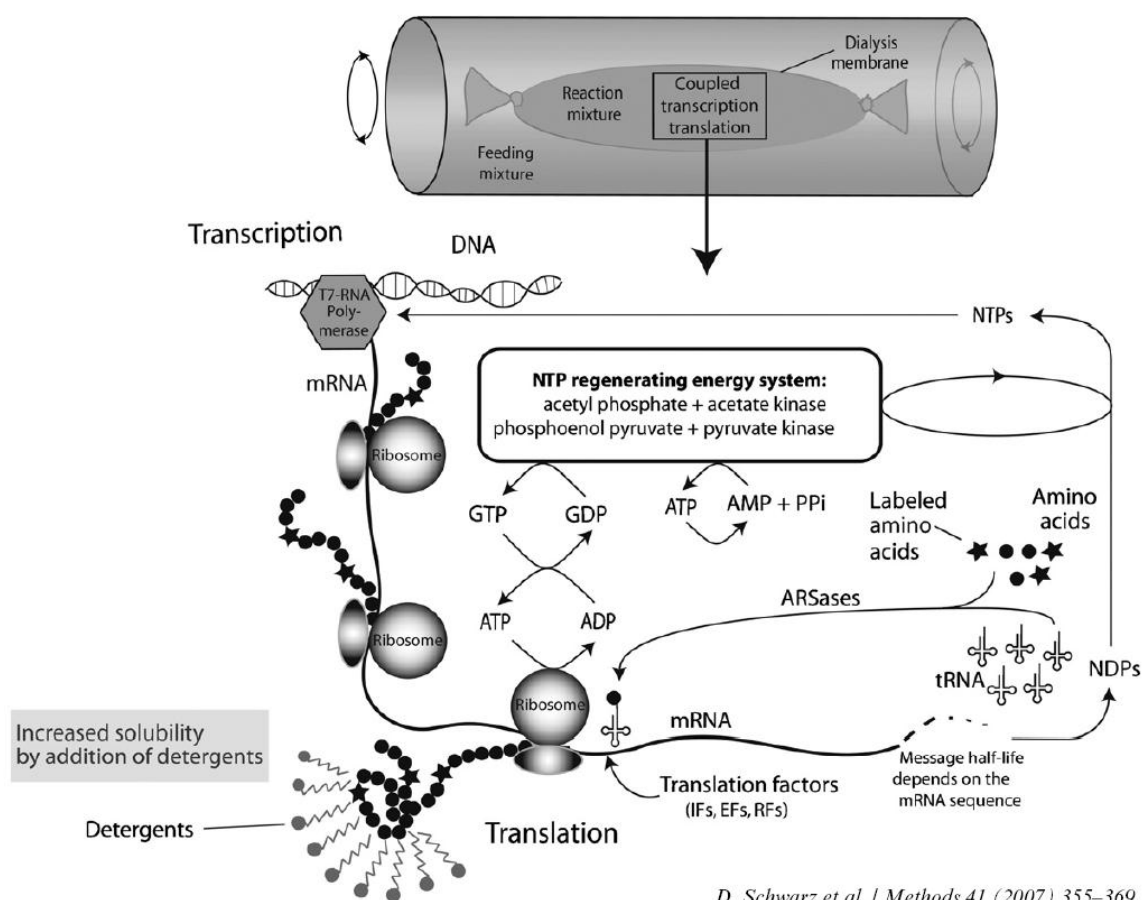 Dialysis
membrane
Reaction
mixture
Coupled
transcription
translation
Feeding
mixture
Transcription
DNA
T7-RNA
Poly-
merase
NTPs
mRNA
NTP regenerating energy system:
acetyl phosphate + acetate kinase
phosphoenol pyruvate + pyruvate kinase
Ribosome
GTP
GDP
ATP
AMP + PPi
Labeled
amino
acids
Amino
acids
ARSases
ATP
ADP
Ribosome
tRNA
NDPs
Ribosome
mRNA
Increased solubility
by addition of detergents
Message half-life
depends on the
mRNA sequence
Translation factors
(IFs, EFs, RFs)
Detergents
Translation
D. Schwarz et al. / Methods 41 (2007) 355–369